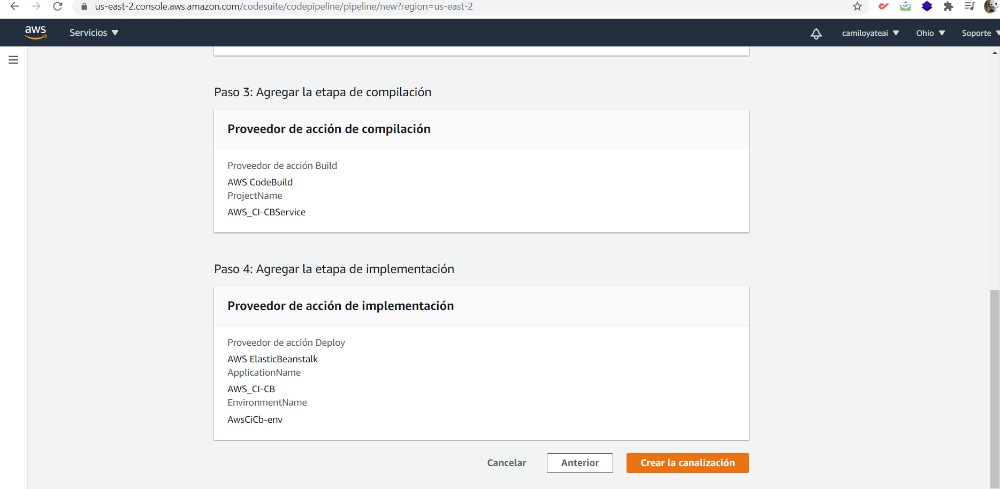 us-east-2.console.aws.amazon.com/codesuite/codepipeline/pipeline/new?region=us-east-2
aws
Servicios
camiloyateai
Ohio
Soporte
Paso 3: Agregar la etapa de compilación
Proveedor de acción de compilación
Proveedor de acción Build
AWS CodeBuild
ProjectName
AWS_CI-CBService
Paso 4: Agregar la etapa de implementación
Proveedor de acción de implementación
Proveedor de acción Deploy
AWS ElasticBeanstalk
ApplicationName
AWS_CI-CB
EnvironmentName
AwsCiCb-env
Cancelar
Anterior
Crear la canalización